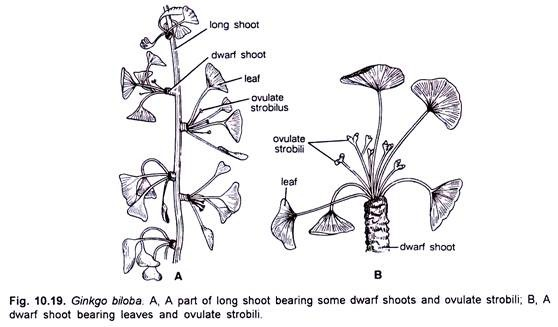 long shoot
dwarf shoot
leaf
ovulate
strobilus
A
ovulate
strobili
leaf
dwarf shoot
B
Fig. 10.19. Ginkgo biloba. A, A part of long shoot bearing some dwarf shoots and ovulate strobili; B, A
dwarf shoot bearing leaves and ovulate strobili.